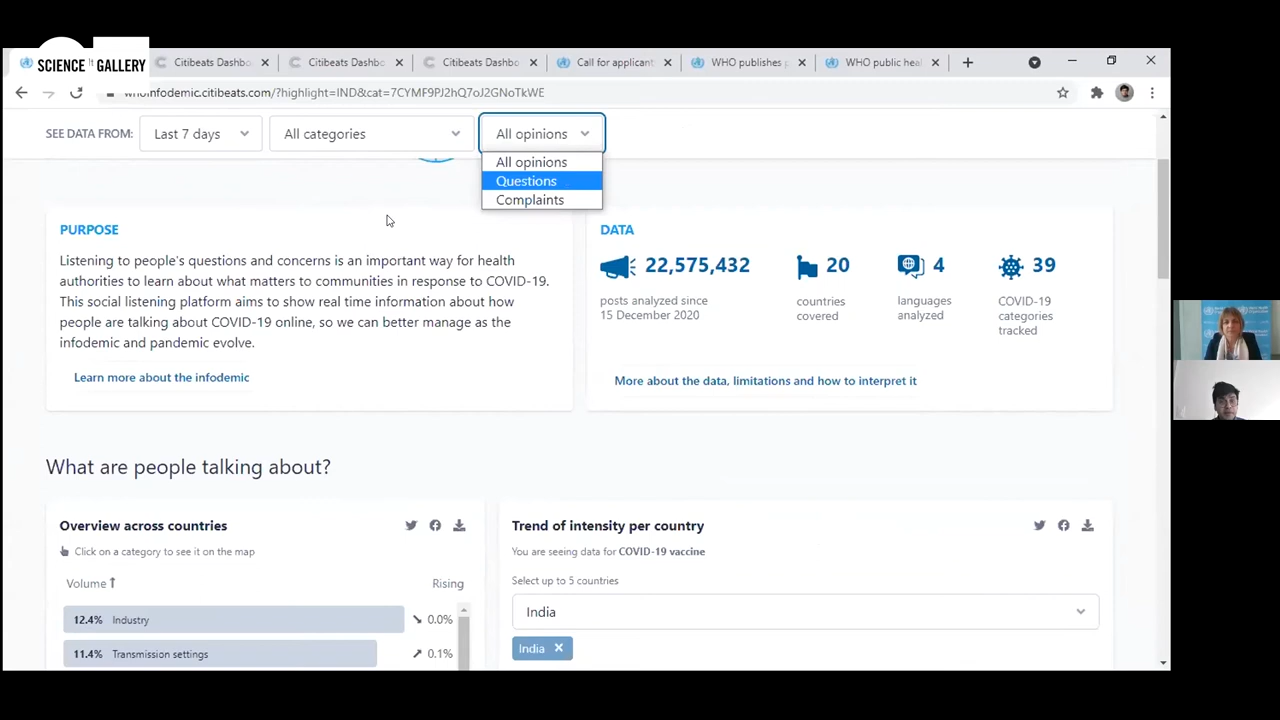 SCIENCE
GALLERY
Citibeats Dashbo
Citibeats Dashbo
Citibeats Dashbo
Call for applicant
WHO publishes p
WHO public heal
whoinfodemic.citibeats.com/?highlight=IND&cat=7CYMF9PJ2hQ7oJ2GNoTkWE
SEE DATA FROM:
Last 7 days
All categories
All opinions
All opinions
Questions
Complaints
PURPOSE
Listening to people's questions and concerns is an important way for health
authorities to learn about what matters to communities in response to COVID-19.
This social listening platform aims to show real time information about how
people are talking about COVID-19 online, so we can better manage as the
infodemic and pandemic evolve.
Learn more about the infodemic
DATA
22,575,432
posts analyzed since
15 December 2020
20
countries
covered
4
languages
analyzed
39
COVID-19
categories
tracked
More about the data, limitations and how to interpret it
What are people talking about?
Overview across countries
Click on a category to see it on the map
Volume
Rising
12.4% Industry
0.0%
11.4% Transmission settings
0.1%
Trend of intensity per country
You are seeing data for COVID-19 vaccine
Select up to 5 countries
India
India